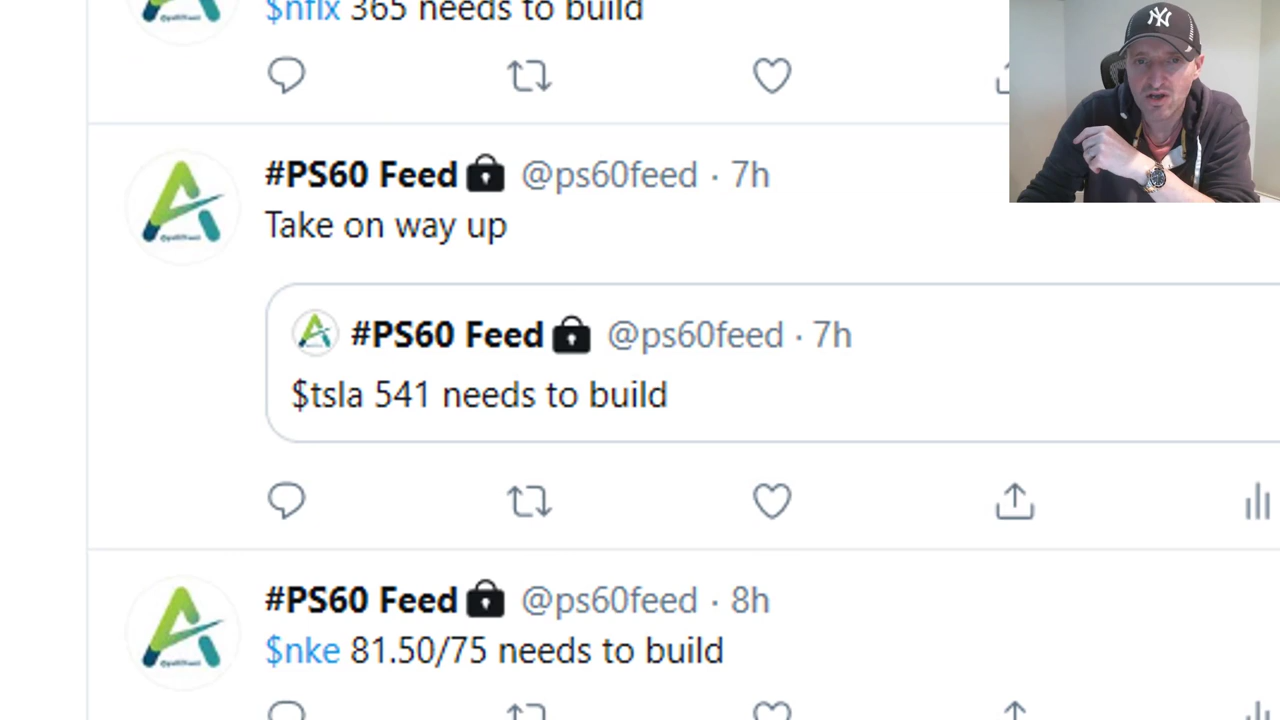 $nflx 365 needs to build
#PS60 Feed @ps60feed · 7h
Take on way up
#PS60 Feed @ps60feed · 7h
$tsla 541 needs to build
#PS60 Feed @ps60feed · 8h
$nke 81.50/75 needs to build